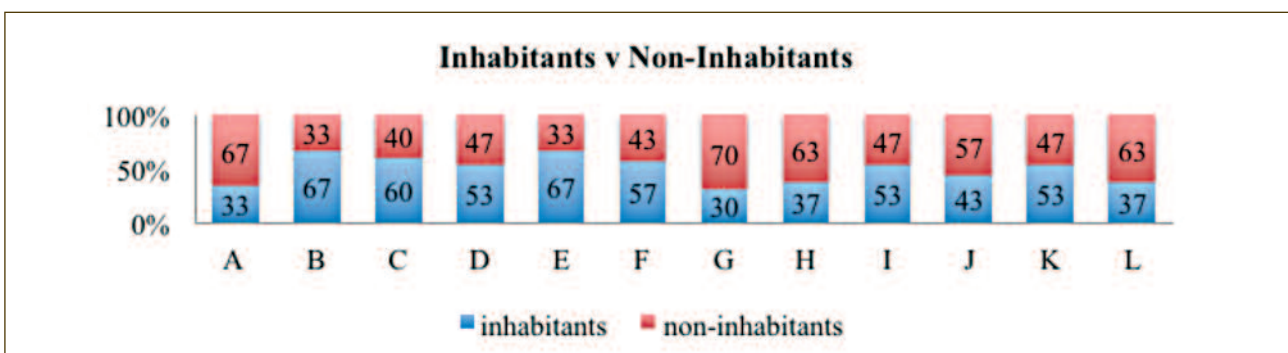 Inhabitants v Non-Inhabitants
100%
50%
0%
67 33 40 47 33 43 70 63 47 57 47 63
33 67 60 53 67 57 30 37 53 43 53 37
A B C D E F G H I J K L
inhabitants non-inhabitants